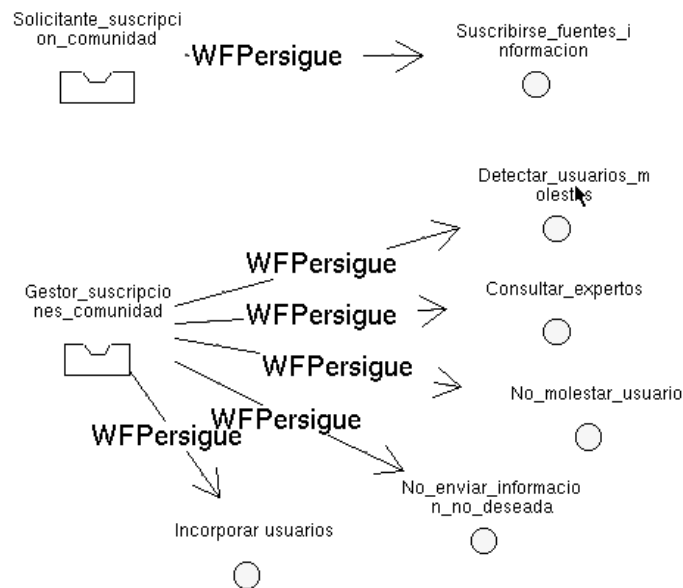 Solicitante_suscripci
on_comunidad
WFPersigue
Suscribirse_fuentes_i
nformacion
Detectar_usuarios_m
olestos
WFPersigue
Gestor_suscripcio
nes_comunidad
Consultar_expertos
WFPersigue
WFPersigue
No_molestar_usuario
WFPersigue
WFPersigue
No_enviar_informacio
n_no_deseada
Incorporar usuarios